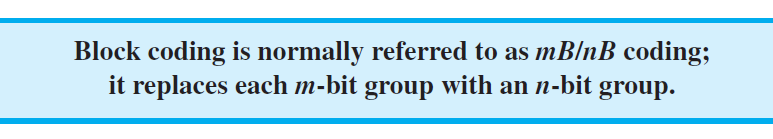 Block coding is normally referred to as mB/nB coding;
it replaces each m-bit group with an n-bit group.